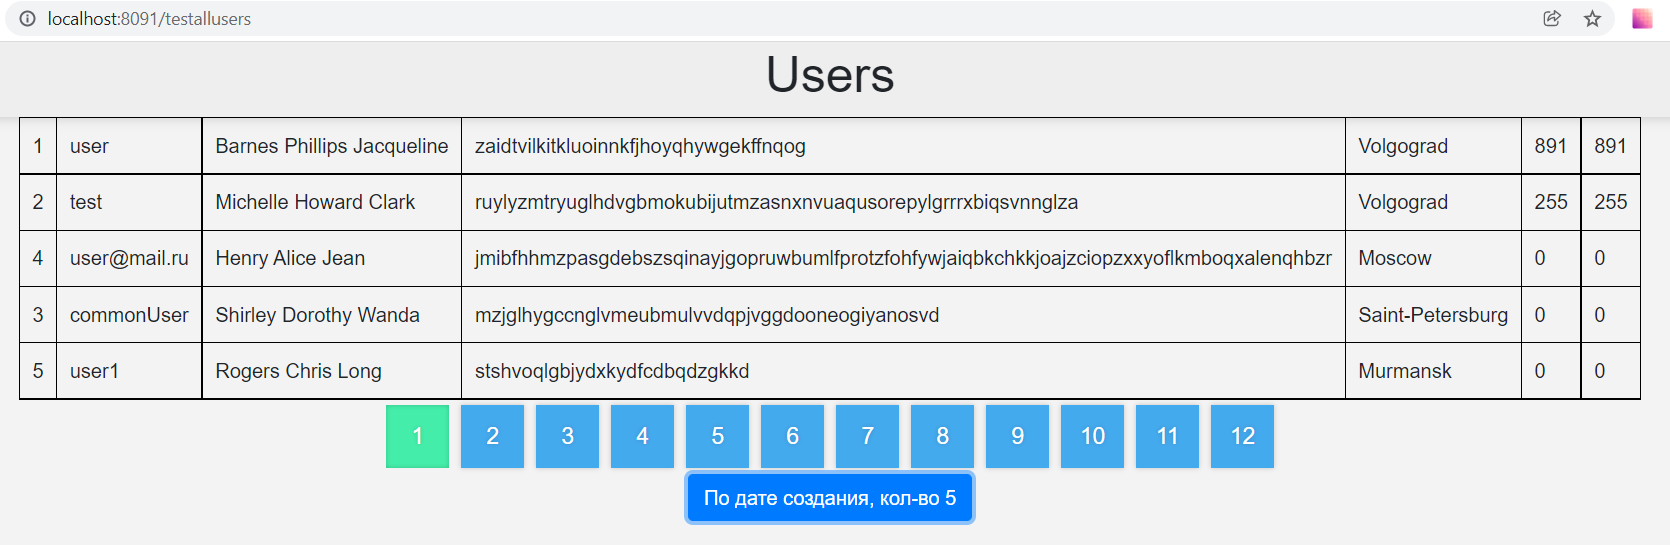 localhost:8091/testallusers
Users
1 user Barnes Phillips Jacqueline zaidtvilkitkluoinnkfjhoyqhywgekffnqog Volgograd 891 891
2 test Michelle Howard Clark ruylyzmtryuglhdvgbmokubijutmzasnxnvuaqusorepylgrrrxbiqsvnnglza Volgograd 255 255
4 user@mail.ru Henry Alice Jean jmibfhhmzpasgdebszsqinayjgopruwbumlfprotzfohfywjaiqbkchkkjoajzciopzxxyoflkmboqxalenqhbzr Moscow 0 0
3 commonUser Shirley Dorothy Wanda mzjglhygccnglvmeubmulvvdqpjvggdooneogiyanosvd Saint-Petersburg 0 0
5 user1 Rogers Chris Long stshvoqlgbjydxkydfcdbqdzgkkd Murmansk 0 0
1 2 3 4 5 6 7 8 9 10 11 12
По дате создания, кол-во 5